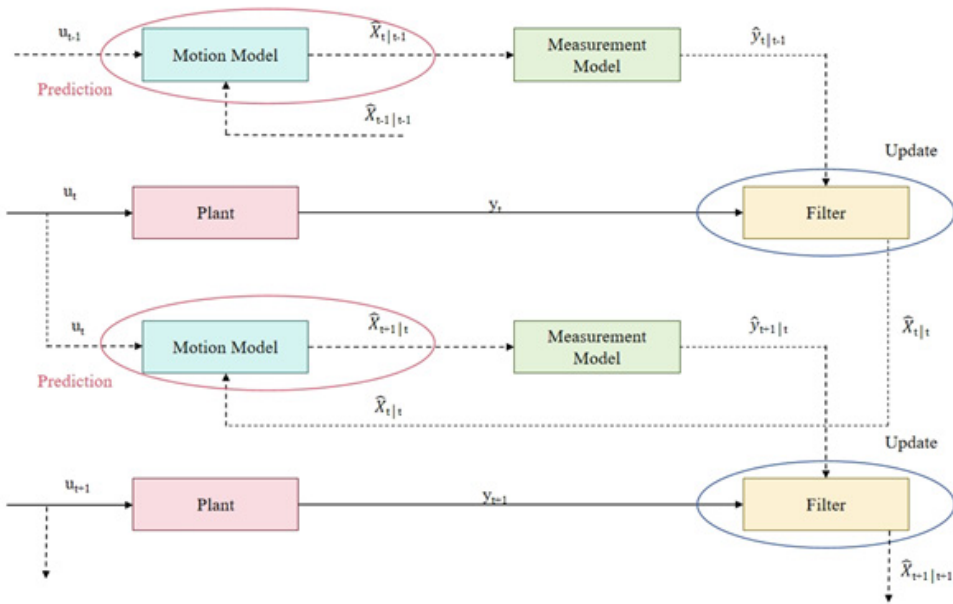 u_{t-1}
Motion Model
X̂_{t|t-1}
Measurement
Model
ŷ_{t|t-1}
Prediction
X̂_{t-1|t-1}
Update
u_t
Plant
y_t
Filter
u_t
Motion Model
X̂_{t+1|t}
Measurement
Model
ŷ_{t+1|t}
X̂_{t|t}
Prediction
X̂_{t|t}
Update
u_{t+1}
Plant
y_{t+1}
Filter
X̂_{t+1|t+1}